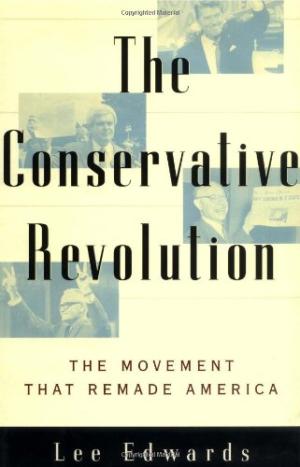 The
Conservative
Revolution
THE MOVEMENT
THAT REMADE AMERICA
Lee Edwards